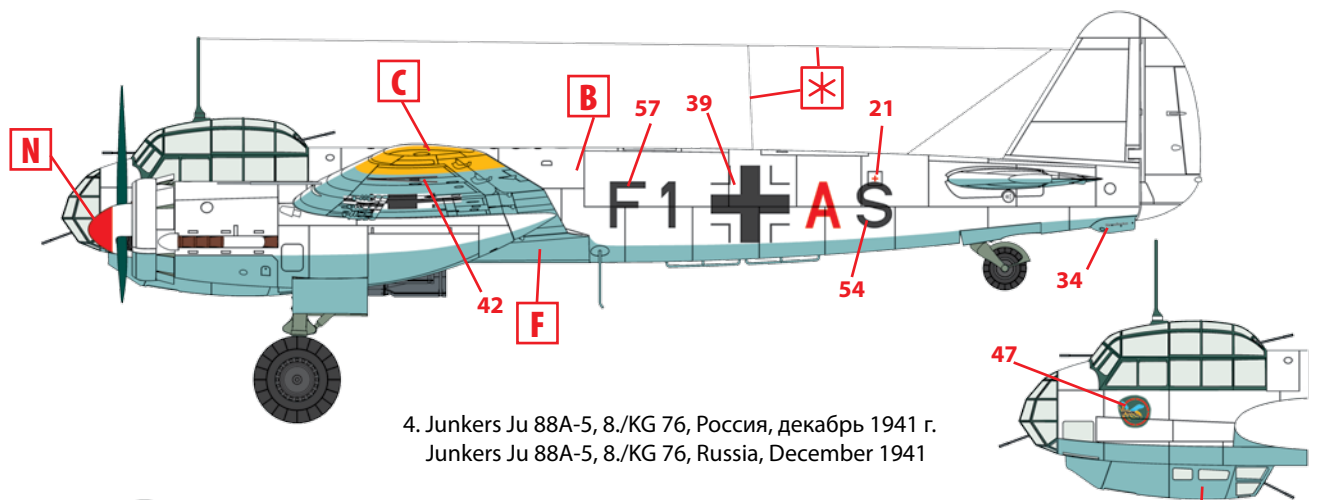 C
B
57
39
21
N
F1 AS
42
F
54
34
47
4. Junkers Ju 88A-5, 8./KG 76, Россия, декабрь 1941 г.
Junkers Ju 88A-5, 8./KG 76, Russia, December 1941